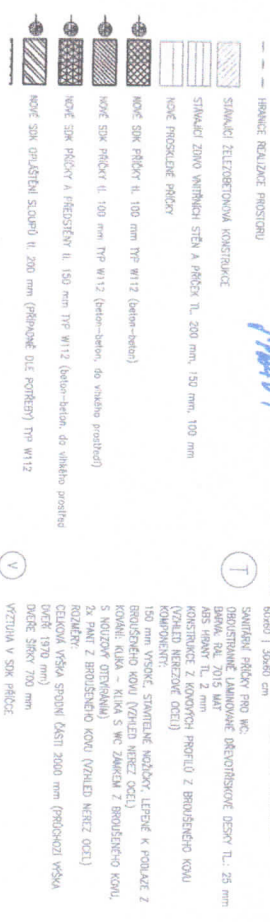 HRANICE REALIZACE PROSTORU
STÁVAJÍCÍ ŽELEZOBETONOVÁ KONSTRUKCE
STÁVAJÍCÍ ZDIVO VNITŘNÍCH STĚN A PŘÍČEK TL. 200 mm, 150 mm, 100 mm
NOVÉ PROSKLENÉ PŘÍČKY
NOVÉ SDK PŘÍČKY tl. 100 mm TYP W112 (beton-beton)
NOVÉ SDK PŘÍČKY tl. 100 mm TYP W112 (beton-beton, do vlhkého prostředí)
NOVÉ SDK PŘÍČKY A PŘEDSTĚNY tl. 150 mm TYP W112 (beton-beton, do vlhkého prostřed
NOVÉ SDK OPLÁŠTĚNÍ SLOUPŮ tl. 200 mm (PŘÍPADNĚ DLE POTŘEBY) TYP W112
60x60 | 30x60 cm
T
SANITÁRNÍ PŘÍČKY PRO WC:
OBOUSTRANNĚ LAMINOVANÉ DŘEVOTŘÍSKOVÉ DESKY TL.: 25 mm
BARVA: RAL 7015 MAT
ABS HRANY TL. 2 mm
KONSTRUKCE Z KOVOVÝCH PROFILŮ Z BROUŠENÉHO KOVU
(VZHLED NEREZOVÉ OCELI)
KOMPONENTY:
150 mm VYSOKÉ, STAVITELNÉ NOŽIČKY, LEPENÉ K PODLAZE Z
BROUŠENÉHO KOVU (VZHLED NEREZ OCEL)
KOVÁNÍ: KLIKA – KLIKA S WC ZÁMKEM Z BROUŠENÉHO KOVU,
S NOUZOVÝ OTEVÍRÁNÍM)
2x PANT Z BROUŠENÉHO KOVU (VZHLED NEREZ OCEL)
ROZMĚRY:
CELKOVÁ VÝŠKA SPODNÍ ČÁSTI 2000 mm (PRŮCHOZÍ VÝŠKA
DVEŘÍ 1970 mm)
DVEŘE ŠÍŘKY 700 mm
V
VÝZTUHA V SDK PŘÍČCE